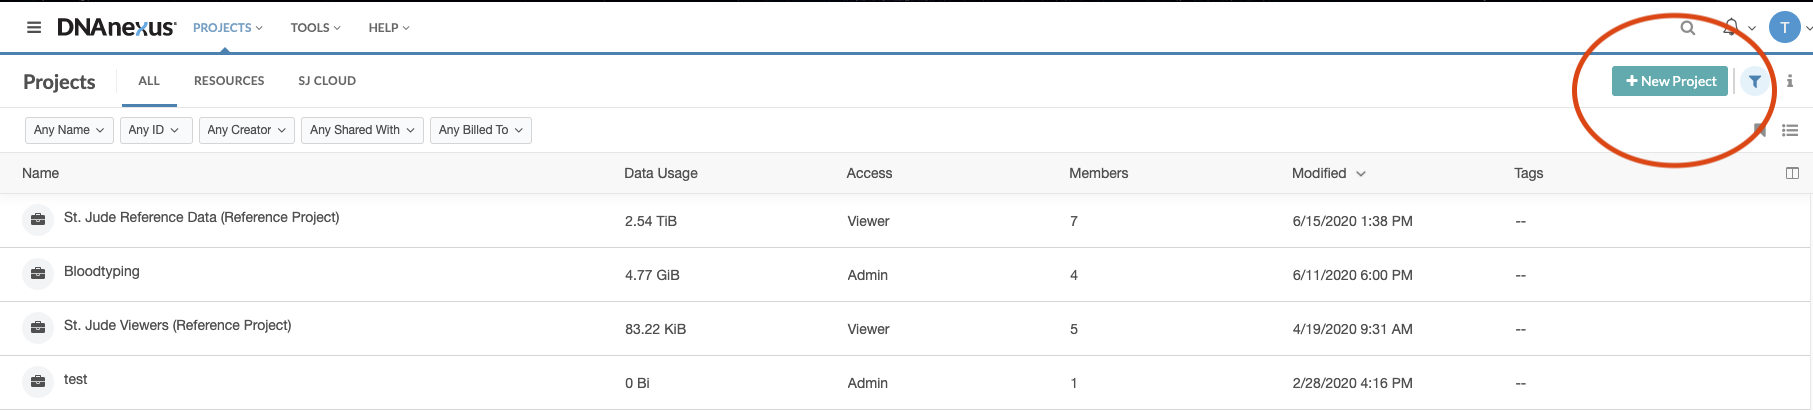 DNAnexus PROJECTS TOOLS HELP T
Projects ALL RESOURCES SJ CLOUD + New Project i
Any Name Any ID Any Creator Any Shared With Any Billed To
Name Data Usage Access Members Modified Tags
St. Jude Reference Data (Reference Project) 2.54 TiB Viewer 7 6/15/2020 1:38 PM --
Bloodtyping 4.77 GiB Admin 4 6/11/2020 6:00 PM --
St. Jude Viewers (Reference Project) 83.22 KiB Viewer 5 4/19/2020 9:31 AM --
test 0 Bi Admin 1 2/28/2020 4:16 PM --